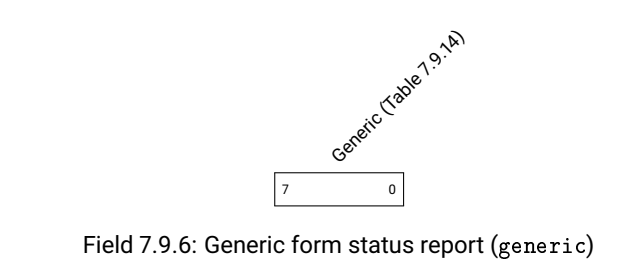 Generic (Table 7.9.14)
7 0
Field 7.9.6: Generic form status report (generic)